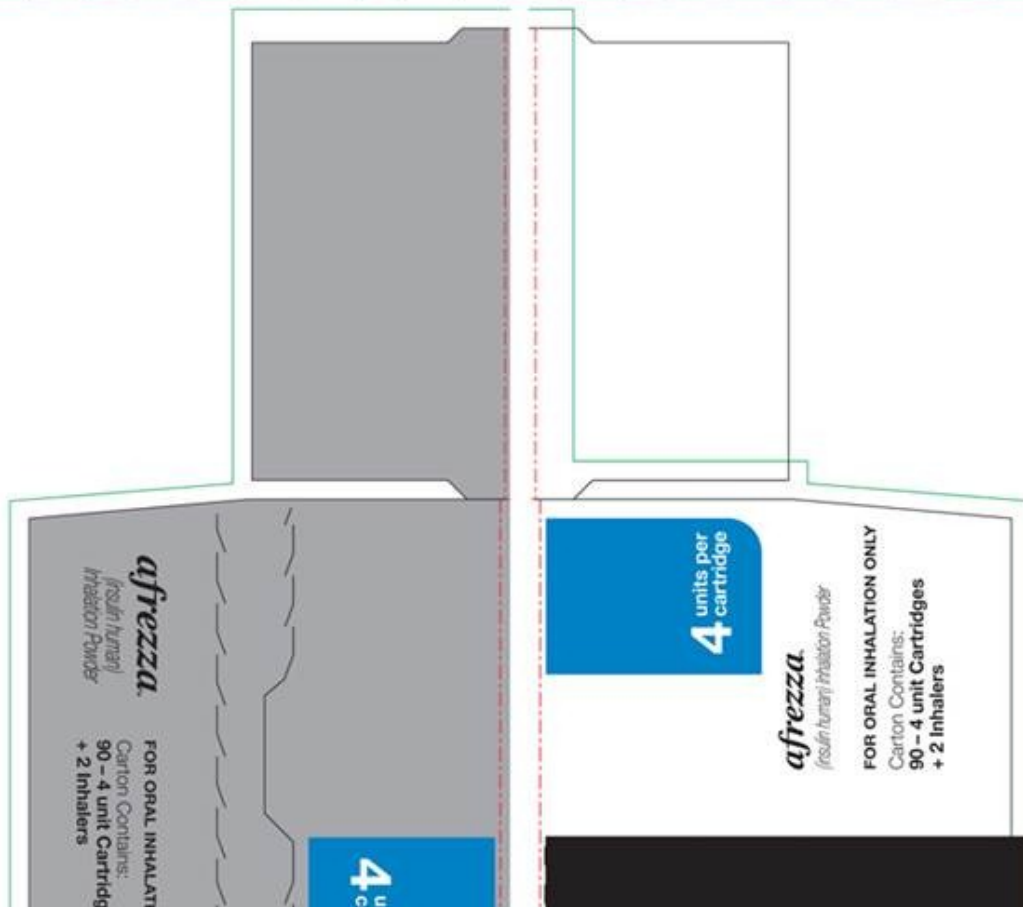 afrezza.
(insulin human)
Inhalation Powder
FOR ORAL INHALATI
Carton Contains:
90 – 4 unit Cartridg
+ 2 Inhalers
4 u
c
4 units per
cartridge
afrezza.
(insulin human) Inhalation Powder
FOR ORAL INHALATION ONLY
Carton Contains:
90 – 4 unit Cartridges
+ 2 Inhalers